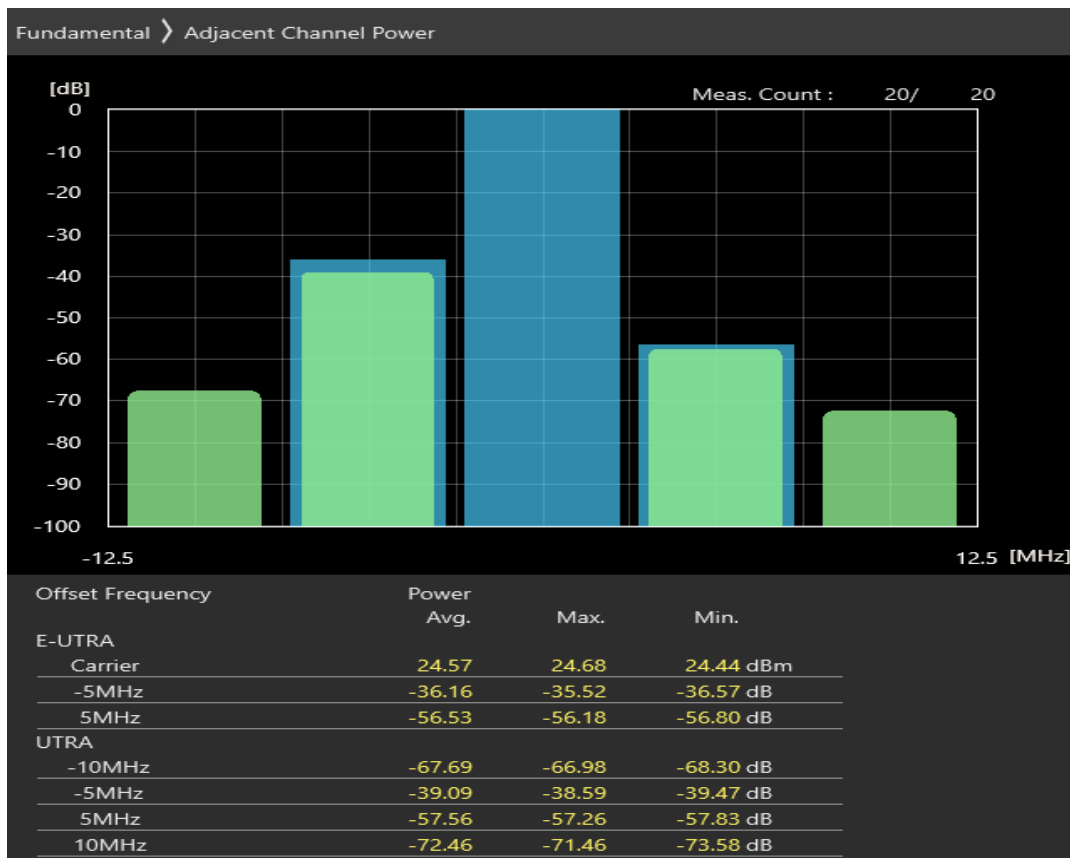 Fundamental 〉 Adjacent Channel Power
[dB]
Meas. Count : 20/ 20
0
-10
-20
-30
-40
-50
-60
-70
-80
-90
-100
-12.5 12.5 [MHz]
Offset Frequency Power
Avg. Max. Min.
E-UTRA
Carrier 24.57 24.68 24.44 dBm
-5MHz -36.16 -35.52 -36.57 dB
5MHz -56.53 -56.18 -56.80 dB
UTRA
-10MHz -67.69 -66.98 -68.30 dB
-5MHz -39.09 -38.59 -39.47 dB
5MHz -57.56 -57.26 -57.83 dB
10MHz -72.46 -71.46 -73.58 dB